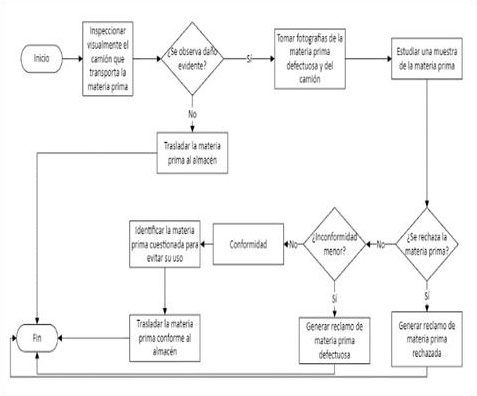 Inicio
Inspeccionar
visualmente el
camión que
transporta la
materia prima
¿Se observa daño
evidente?
Sí
Tomar fotografías de la
materia prima
defectuosa y del
camión
Estudiar una muestra
de la materia prima
No
Trasladar la materia
prima al almacén
Identificar la materia
prima cuestionada para
evitar su uso
Conformidad
No
¿Inconformidad
menor?
No
¿Se rechaza la
materia prima?
Sí
Sí
Fin
Trasladar la materia
prima conforme al
almacén
Generar reclamo de
materia prima
defectuosa
Generar reclamo de
materia prima
rechazada